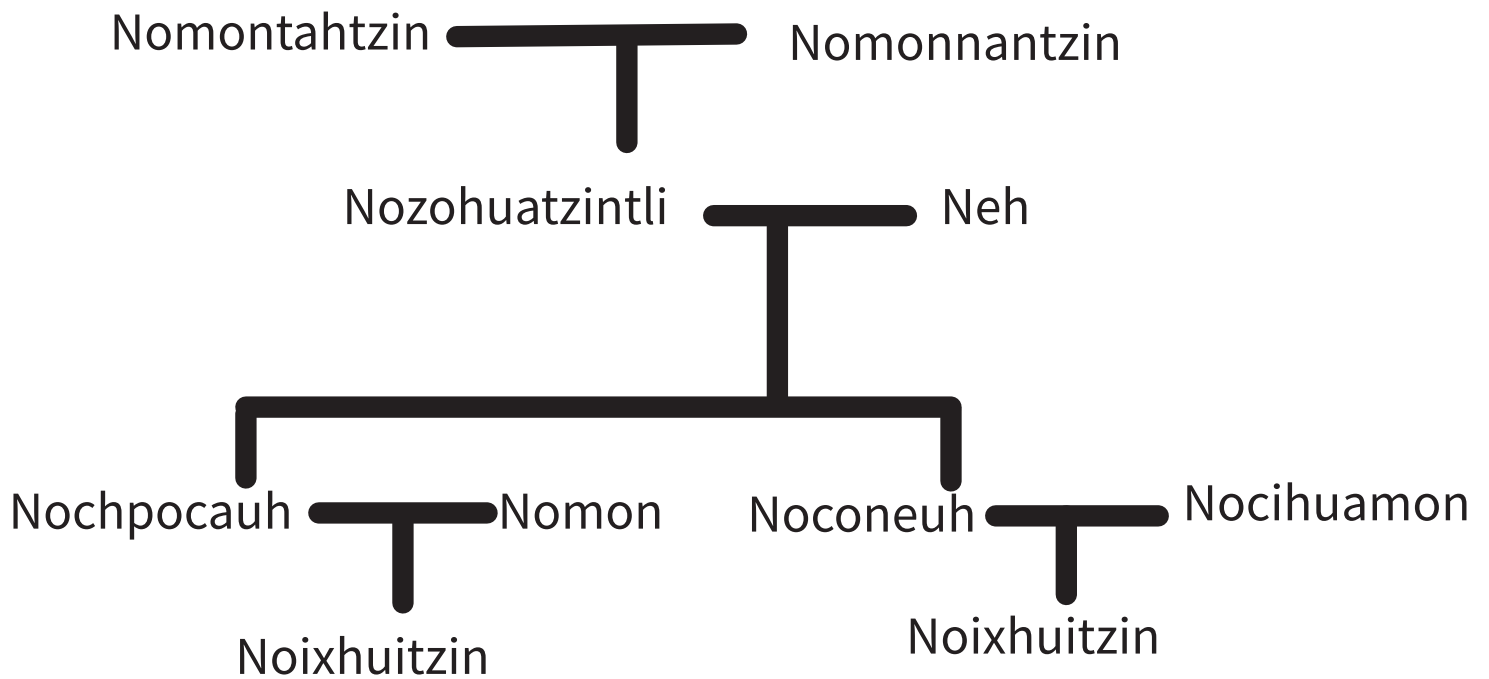 Nomontahtzin
Nomonnantzin
Nozohuatzintli
Neh
Nochpocauh
Nomon
Noconeuh
Nocihuamon
Noixhuitzin
Noixhuitzin